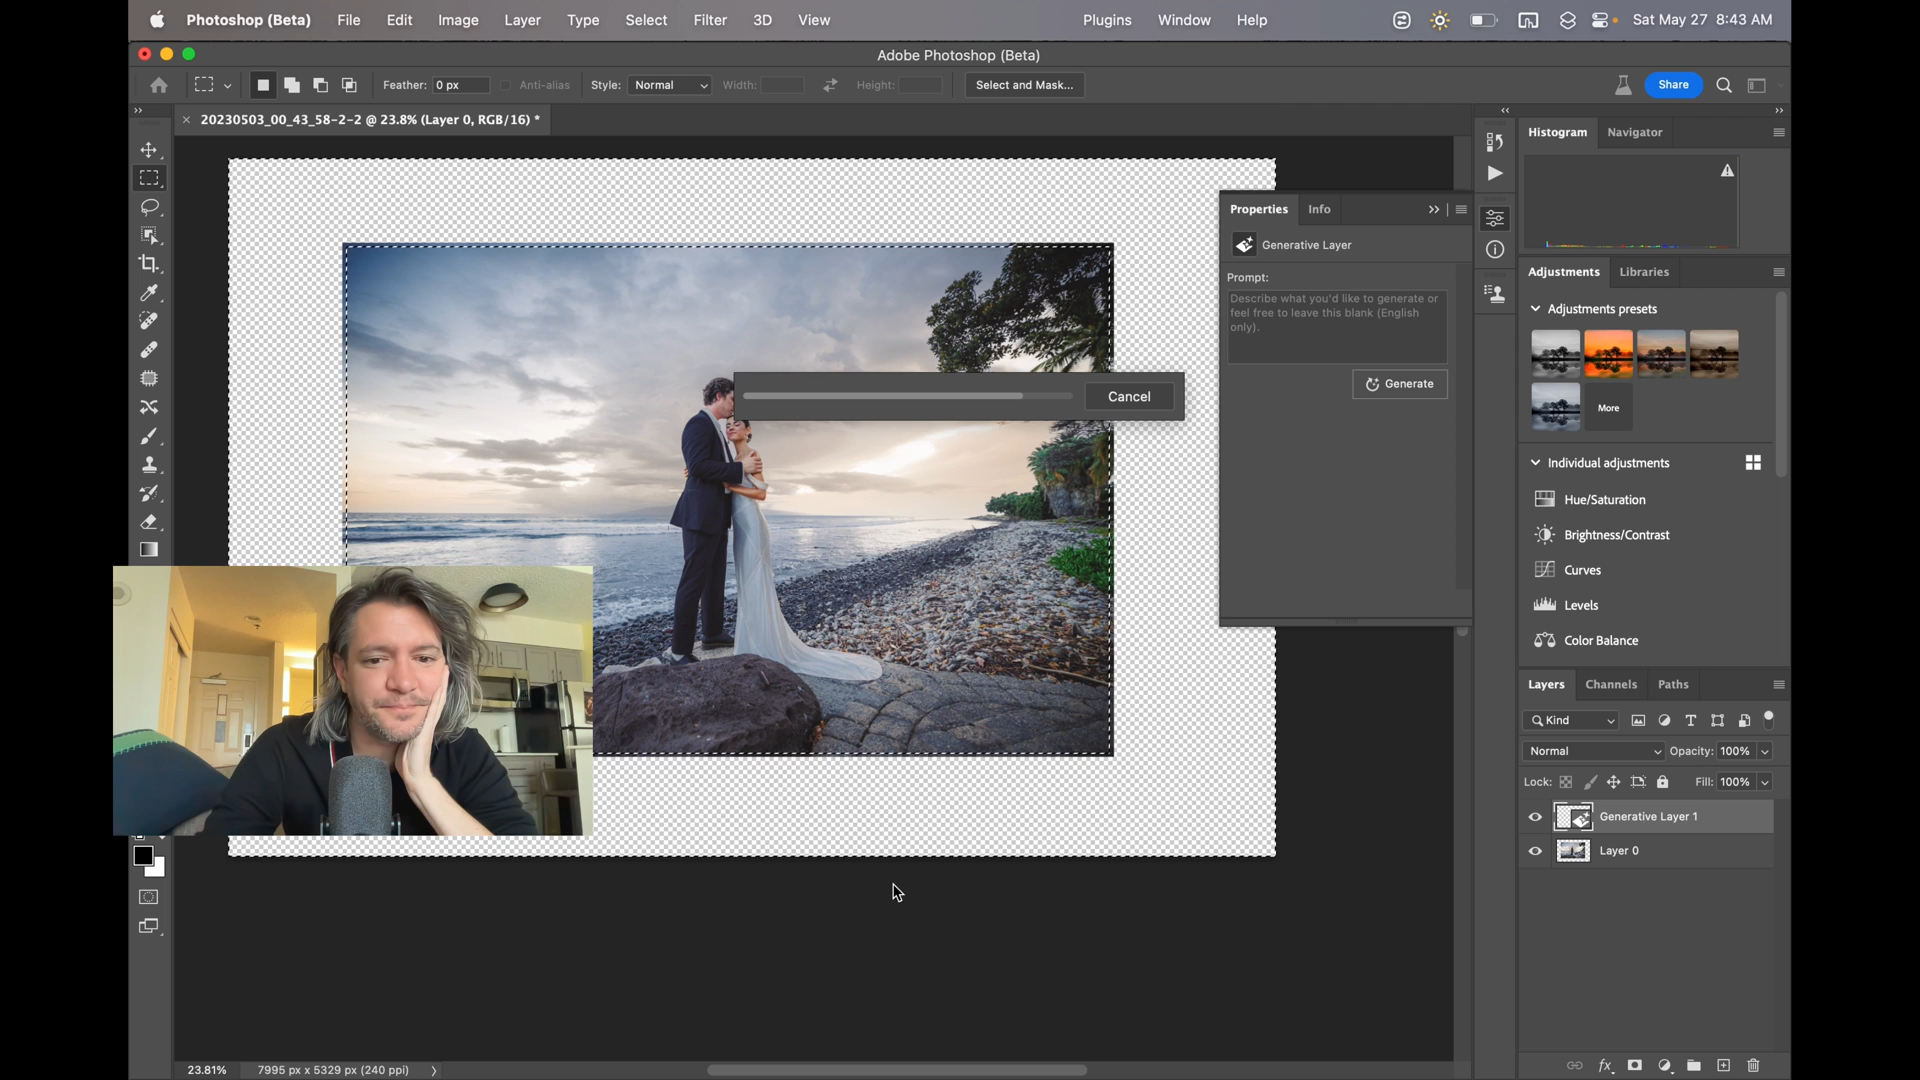 Photoshop (Beta) File Edit Image Layer Type Select Filter 3D View Plugins Window Help Sat May 27 8:43 AM
Adobe Photoshop (Beta)
Feather: 0 px Anti-alias Style: Normal Width: Height: Select and Mask... Share
20230503_00_43_58-2-2 @ 23.8% (Layer 0, RGB/16) *
Histogram Navigator
Properties Info
Generative Layer
Prompt:
Describe what you'd like to generate or
feel free to leave this blank (English
only).
Generate
Cancel
Adjustments Libraries
Adjustments presets
More
Individual adjustments
Hue/Saturation
Brightness/Contrast
Curves
Levels
Color Balance
Layers Channels Paths
Kind
Normal Opacity: 100%
Lock: Fill: 100%
Generative Layer 1
Layer 0
fx
23.81% 7995 px x 5329 px (240 ppi)